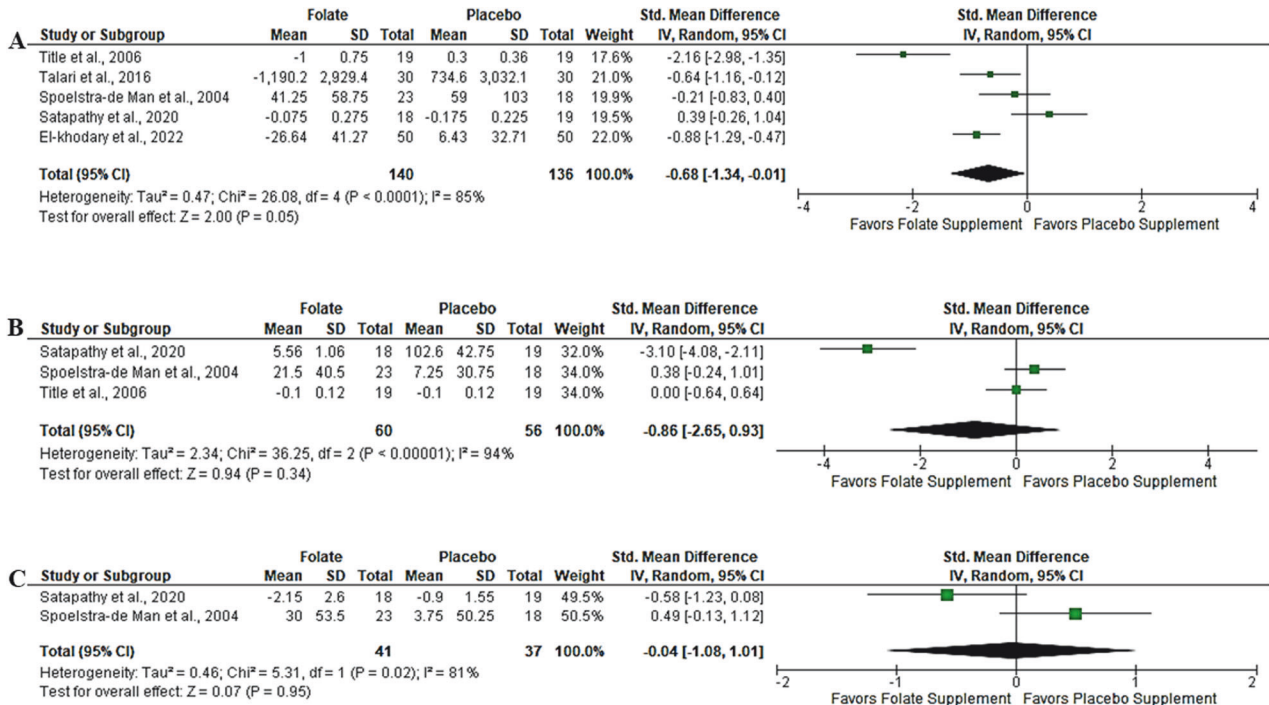 Folate Placebo Std. Mean Difference Std. Mean Difference
A Study or Subgroup Mean SD Total Mean SD Total Weight IV, Random, 95% CI IV, Random, 95% CI
Title et al., 2006 -1 0.75 19 0.3 0.36 19 17.6% -2.16 [-2.98, -1.35]
Talari et al., 2016 -1,190.2 2,929.4 30 734.6 3,032.1 30 21.0% -0.64 [-1.16, -0.12]
Spoelstra-de Man et al., 2004 41.25 58.75 23 59 103 18 19.9% -0.21 [-0.83, 0.40]
Satapathy et al., 2020 -0.075 0.275 18 -0.175 0.225 19 19.5% 0.39 [-0.26, 1.04]
El-khodary et al., 2022 -26.64 41.27 50 6.43 32.71 50 22.0% -0.88 [-1.29, -0.47]
Total (95% CI) 140 136 100.0% -0.68 [-1.34, -0.01]
Heterogeneity: Tau² = 0.47; Chi² = 26.08, df = 4 (P < 0.0001); I² = 85%
Test for overall effect: Z = 2.00 (P = 0.05)
-4 -2 0 2 4
Favors Folate Supplement Favors Placebo Supplement
Folate Placebo Std. Mean Difference Std. Mean Difference
B Study or Subgroup Mean SD Total Mean SD Total Weight IV, Random, 95% CI IV, Random, 95% CI
Satapathy et al., 2020 5.56 1.06 18 102.6 42.75 19 32.0% -3.10 [-4.08, -2.11]
Spoelstra-de Man et al., 2004 21.5 40.5 23 7.25 30.75 18 34.0% 0.38 [-0.24, 1.01]
Title et al., 2006 -0.1 0.12 19 -0.1 0.12 19 34.0% 0.00 [-0.64, 0.64]
Total (95% CI) 60 56 100.0% -0.86 [-2.65, 0.93]
Heterogeneity: Tau² = 2.34; Chi² = 36.25, df = 2 (P < 0.00001); I² = 94%
Test for overall effect: Z = 0.94 (P = 0.34)
-4 -2 0 2 4
Favors Folate Supplement Favors Placebo Supplement
Folate Placebo Std. Mean Difference Std. Mean Difference
C Study or Subgroup Mean SD Total Mean SD Total Weight IV, Random, 95% CI IV, Random, 95% CI
Satapathy et al., 2020 -2.15 2.6 18 -0.9 1.55 19 49.5% -0.58 [-1.23, 0.08]
Spoelstra-de Man et al., 2004 30 53.5 23 3.75 50.25 18 50.5% 0.49 [-0.13, 1.12]
Total (95% CI) 41 37 100.0% -0.04 [-1.08, 1.01]
Heterogeneity: Tau² = 0.46; Chi² = 5.31, df = 1 (P = 0.02); I² = 81%
Test for overall effect: Z = 0.07 (P = 0.95)
-2 -1 0 1 2
Favors Folate Supplement Favors Placebo Supplement